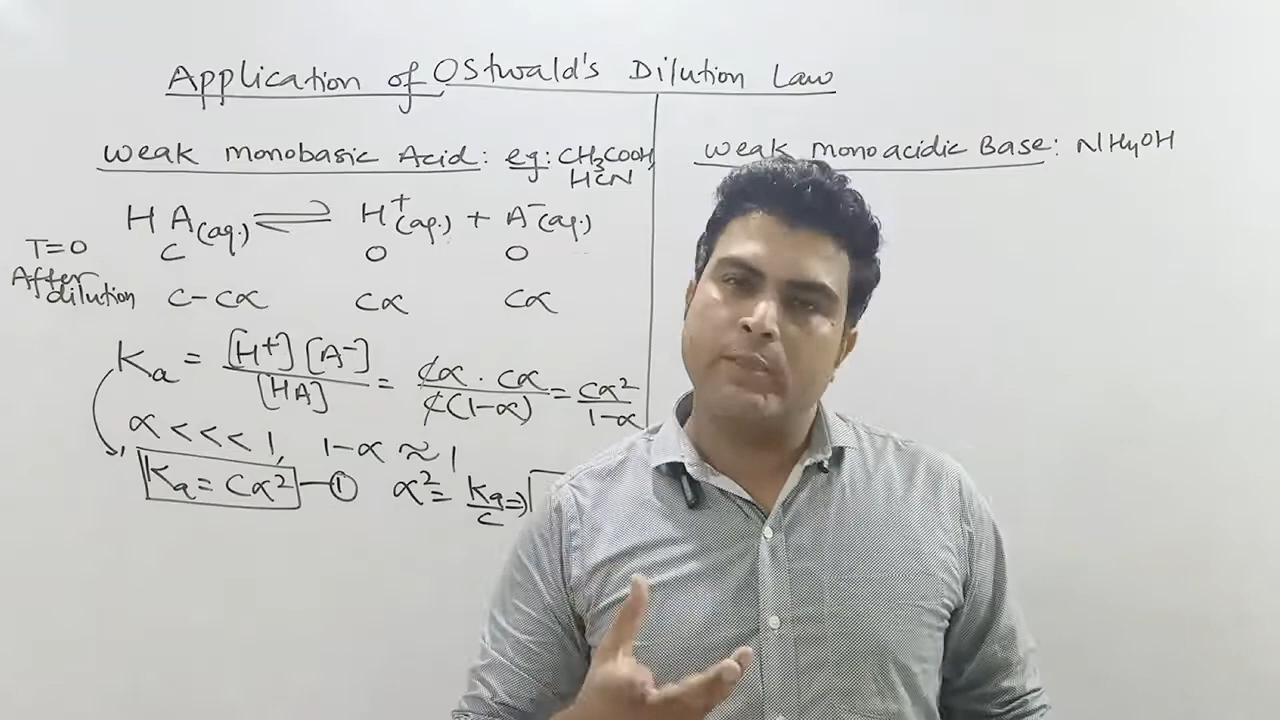 Application of Ostwald's Dilution Law
weak monobasic Acid: eg: CH3COOH
HCN
HA(aq.) ⇌ H+(aq.) + A-(aq.)
T=0 C 0 0
After dilution C-Cα Cα Cα
Ka = [H+][A-]/[HA] = Cα . Cα/C(1-α) = Cα²/1-α
α <<< 1, 1-α ≈ 1
Ka = Cα² — ① α² = Ka/C ⇒
weak monoacidic Base: NH4OH